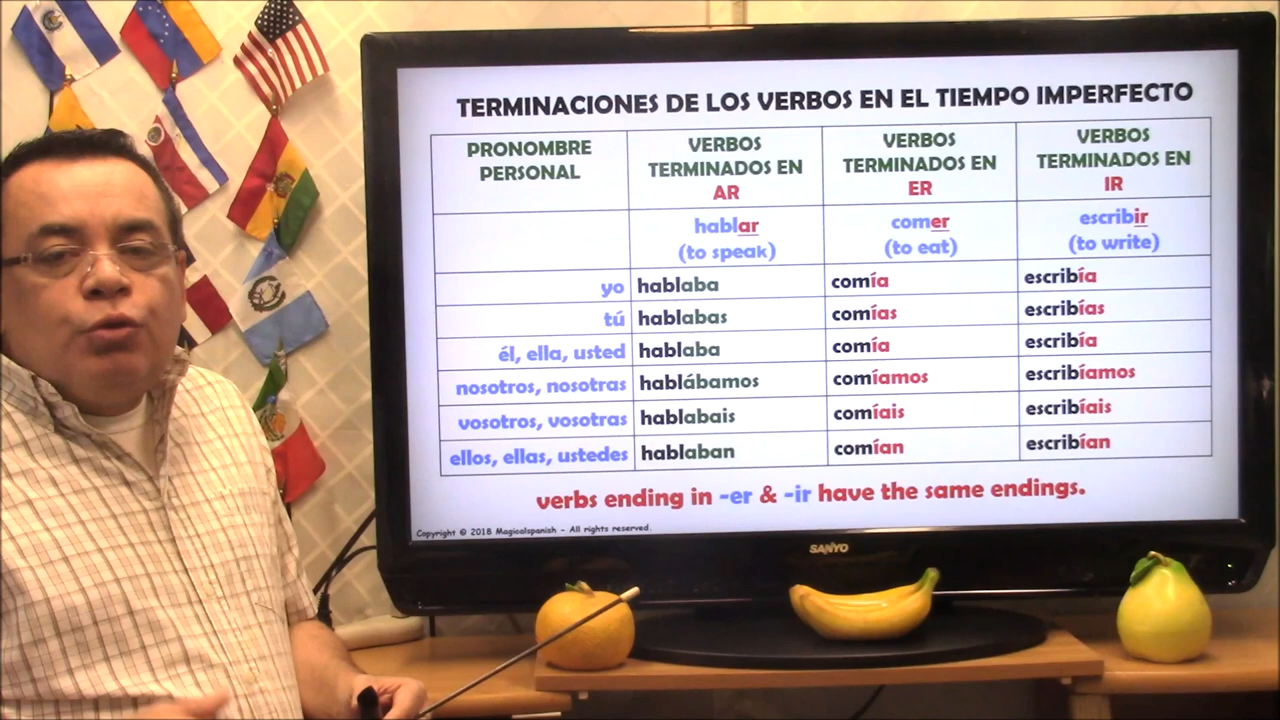 TERMINACIONES DE LOS VERBOS EN EL TIEMPO IMPERFECTO
PRONOMBRE PERSONAL
VERBOS TERMINADOS EN AR
VERBOS TERMINADOS EN ER
VERBOS TERMINADOS EN IR
hablar (to speak)
comer (to eat)
escribir (to write)
yo hablaba comía escribía
tú hablabas comías escribías
él, ella, usted hablaba comía escribía
nosotros, nosotras hablábamos comíamos escribíamos
vosotros, vosotras hablabais comíais escribíais
ellos, ellas, ustedes hablaban comían escribían
verbs ending in -er & -ir have the same endings.
Copyright © 2018 Magicalspanish - All rights reserved.
SANYO